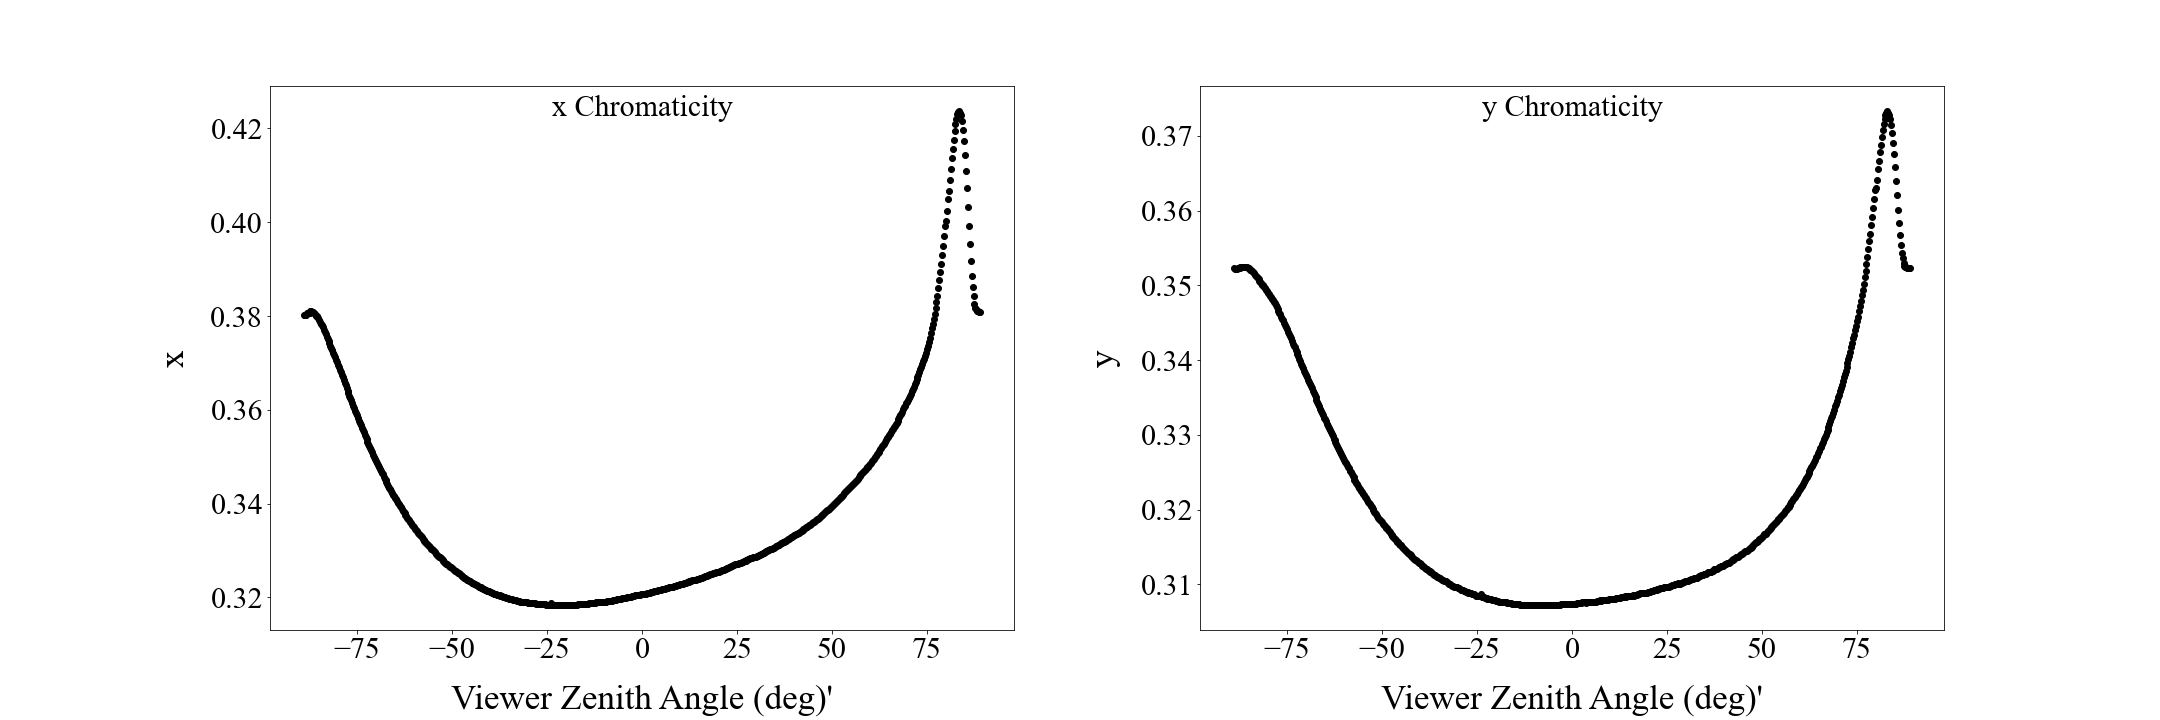 x Chromaticity
0.42
0.40
0.38
0.36
0.34
0.32
x
−75 −50 −25 0 25 50 75
Viewer Zenith Angle (deg)'
y Chromaticity
0.37
0.36
0.35
0.34
0.33
0.32
0.31
y
−75 −50 −25 0 25 50 75
Viewer Zenith Angle (deg)'